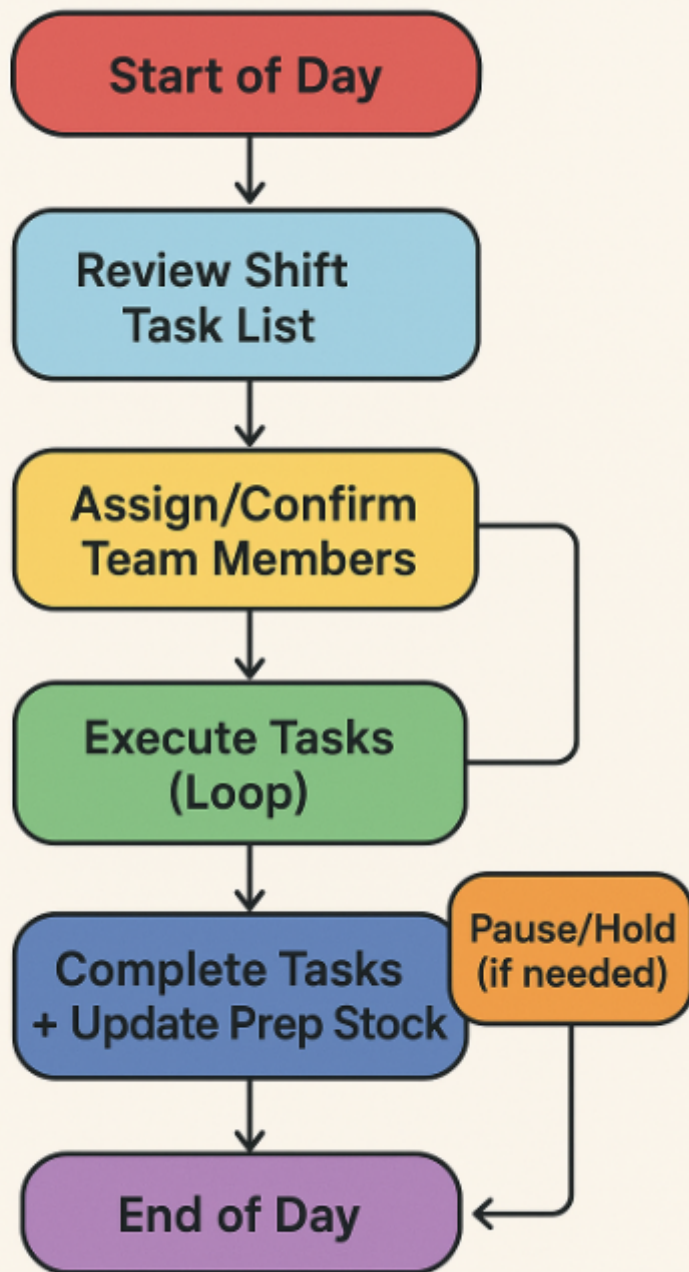 Start of Day
Review Shift
Task List
Assign/Confirm
Team Members
Execute Tasks
(Loop)
Complete Tasks
+ Update Prep Stock
Pause/Hold
(if needed)
End of Day